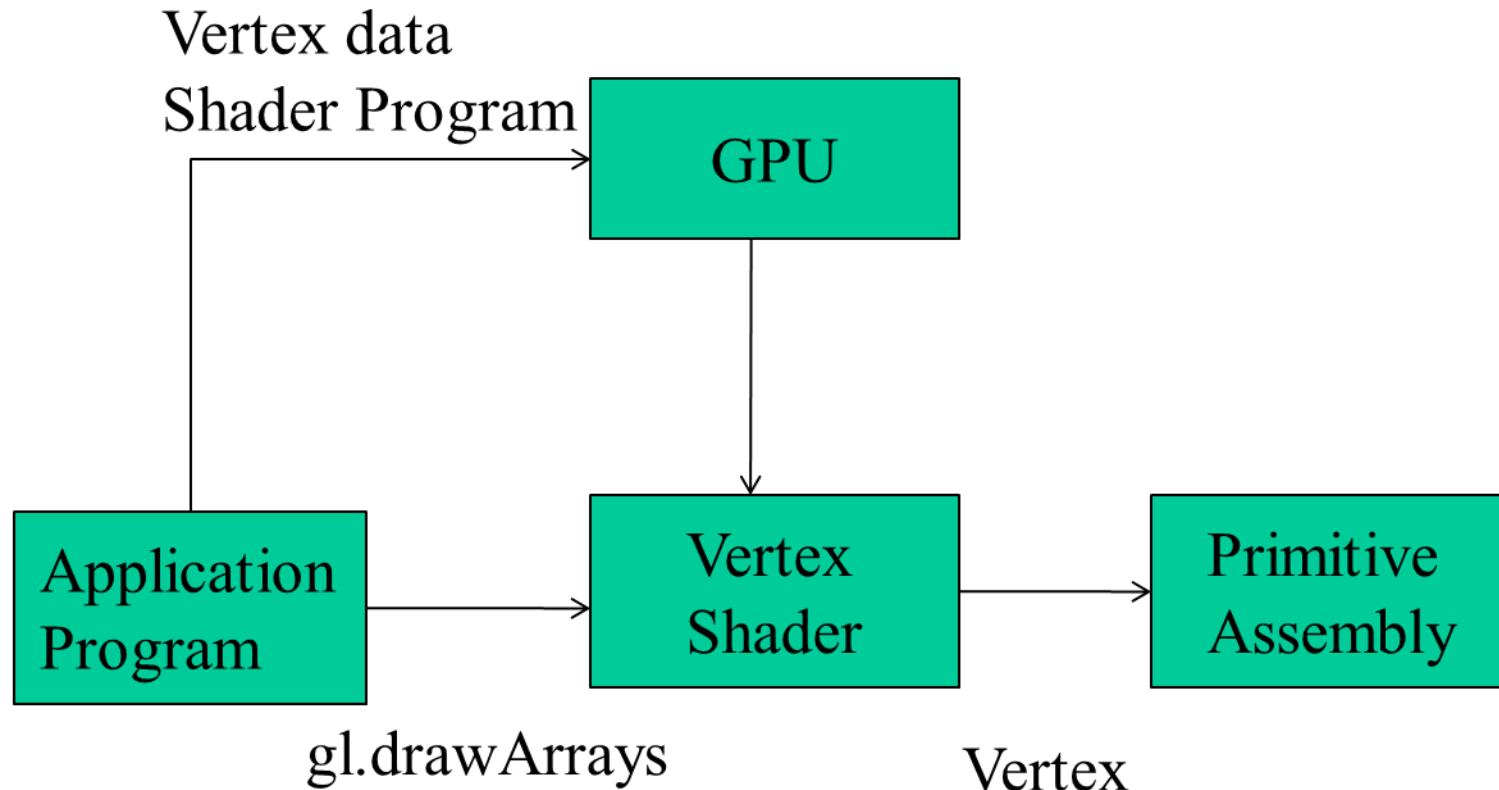 Vertex data
Shader Program
GPU
Application
Program
Vertex
Shader
Primitive
Assembly
gl.drawArrays
Vertex